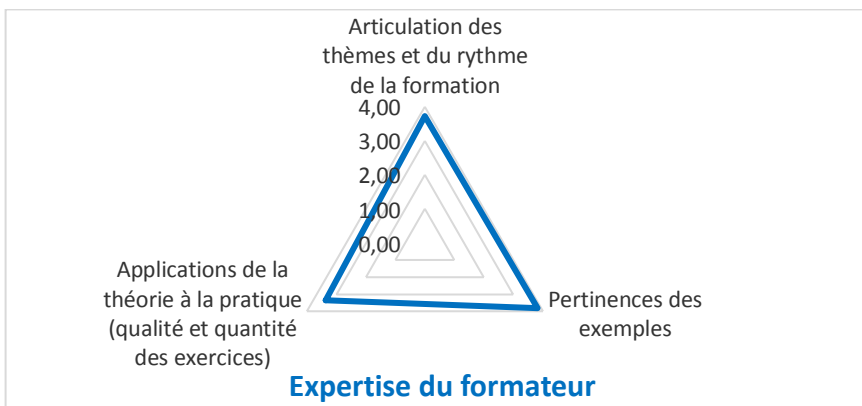 Articulation des
thèmes et du rythme
de la formation
4,00
3,00
2,00
1,00
0,00
Applications de la
théorie à la pratique
(qualité et quantité
des exercices)
Pertinences des
exemples
Expertise du formateur